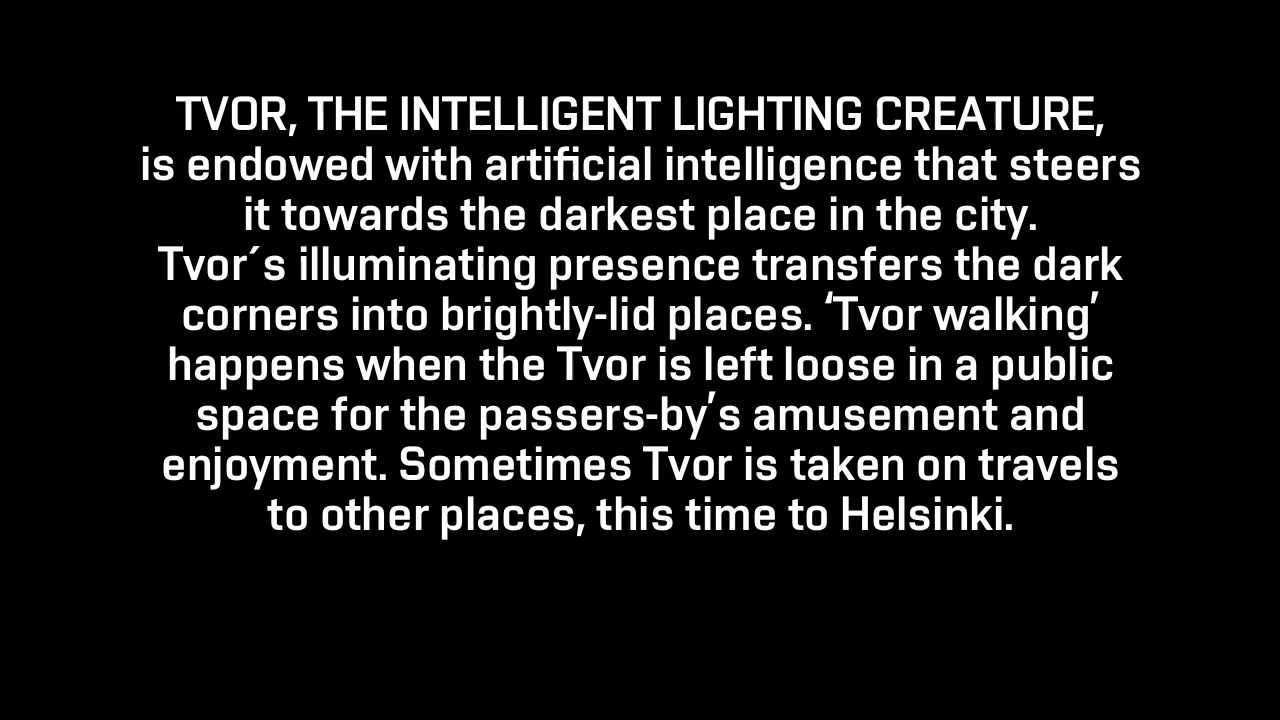 TVOR, THE INTELLIGENT LIGHTING CREATURE,
is endowed with artificial intelligence that steers
it towards the darkest place in the city.
Tvor´s illuminating presence transfers the dark
corners into brightly-lid places. ‘Tvor walking’
happens when the Tvor is left loose in a public
space for the passers-by’s amusement and
enjoyment. Sometimes Tvor is taken on travels
to other places, this time to Helsinki.